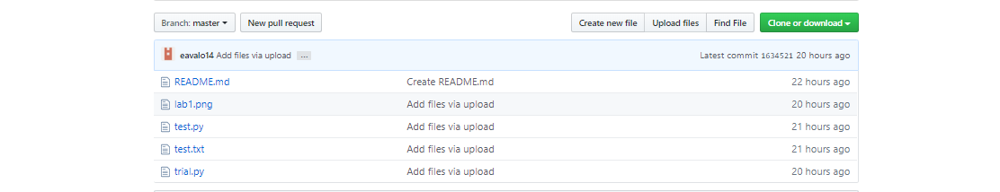 Branch: master New pull request Create new file Upload files Find File Clone or download
eavalo14 Add files via upload ... Latest commit 1634521 20 hours ago
README.md Create README.md 22 hours ago
lab1.png Add files via upload 20 hours ago
test.py Add files via upload 21 hours ago
test.txt Add files via upload 21 hours ago
trial.py Add files via upload 20 hours ago